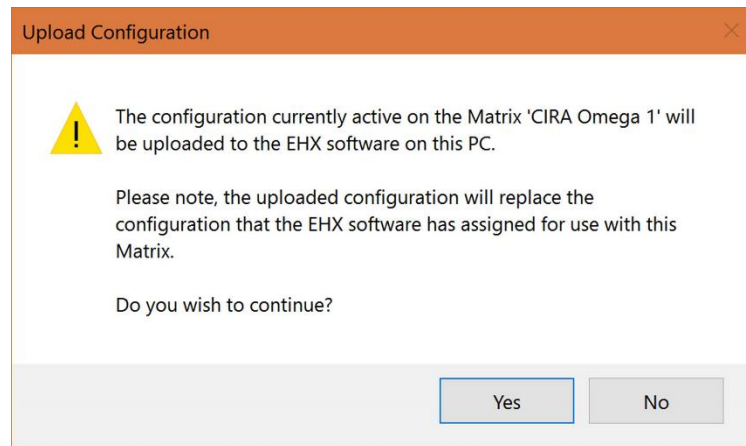 Upload Configuration
The configuration currently active on the Matrix 'CIRA Omega 1' will
be uploaded to the EHX software on this PC.
Please note, the uploaded configuration will replace the
configuration that the EHX software has assigned for use with this
Matrix.
Do you wish to continue?
Yes
No